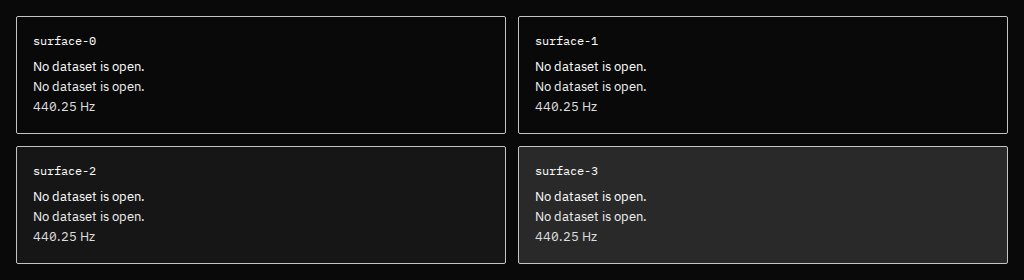 surface-0
No dataset is open.
No dataset is open.
440.25 Hz
surface-1
No dataset is open.
No dataset is open.
440.25 Hz
surface-2
No dataset is open.
No dataset is open.
440.25 Hz
surface-3
No dataset is open.
No dataset is open.
440.25 Hz